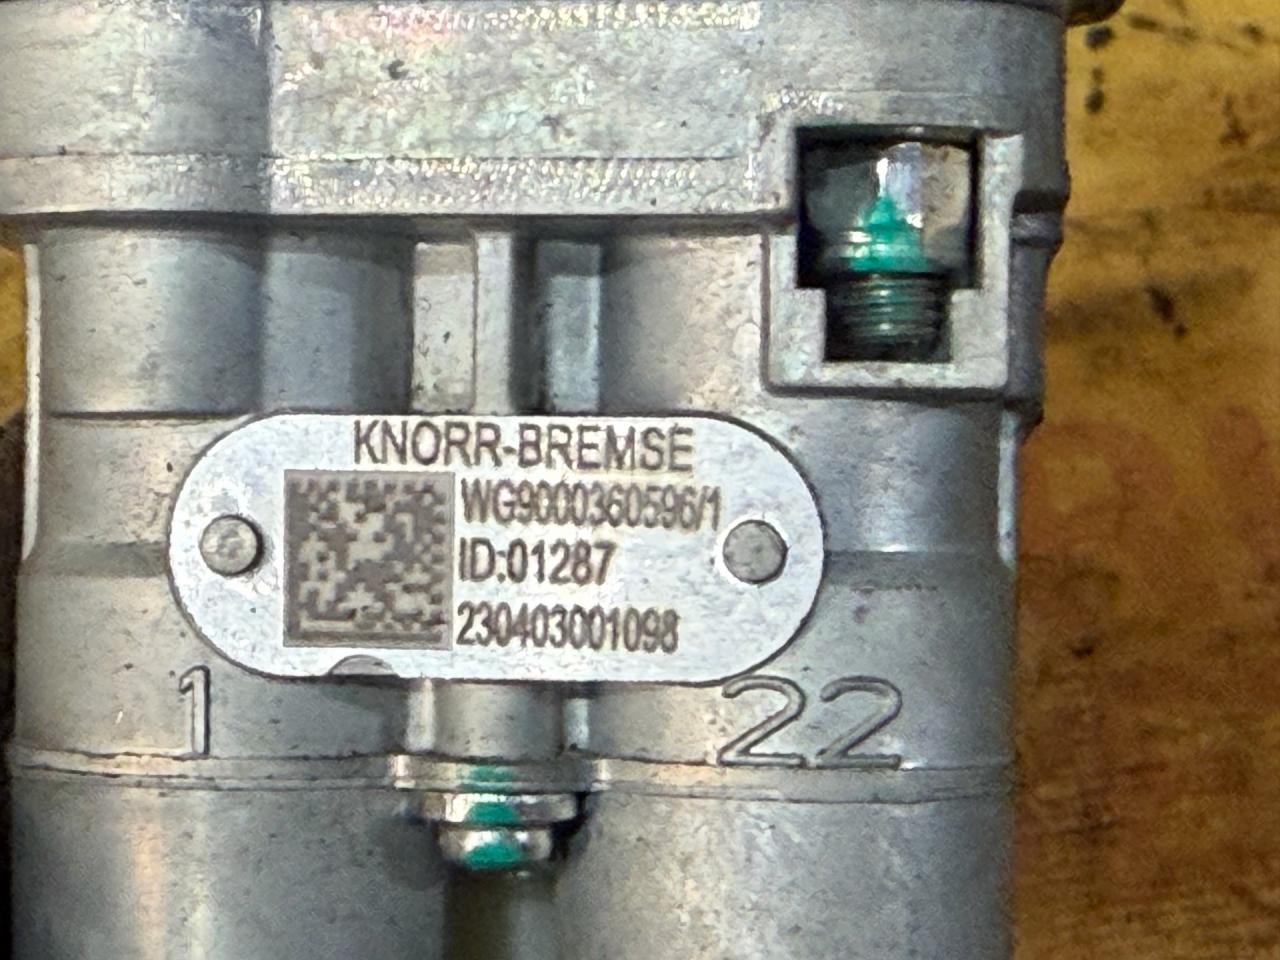 KNORR-BREMSE
WG9000360596/1
ID:01287
230403001098
1
22